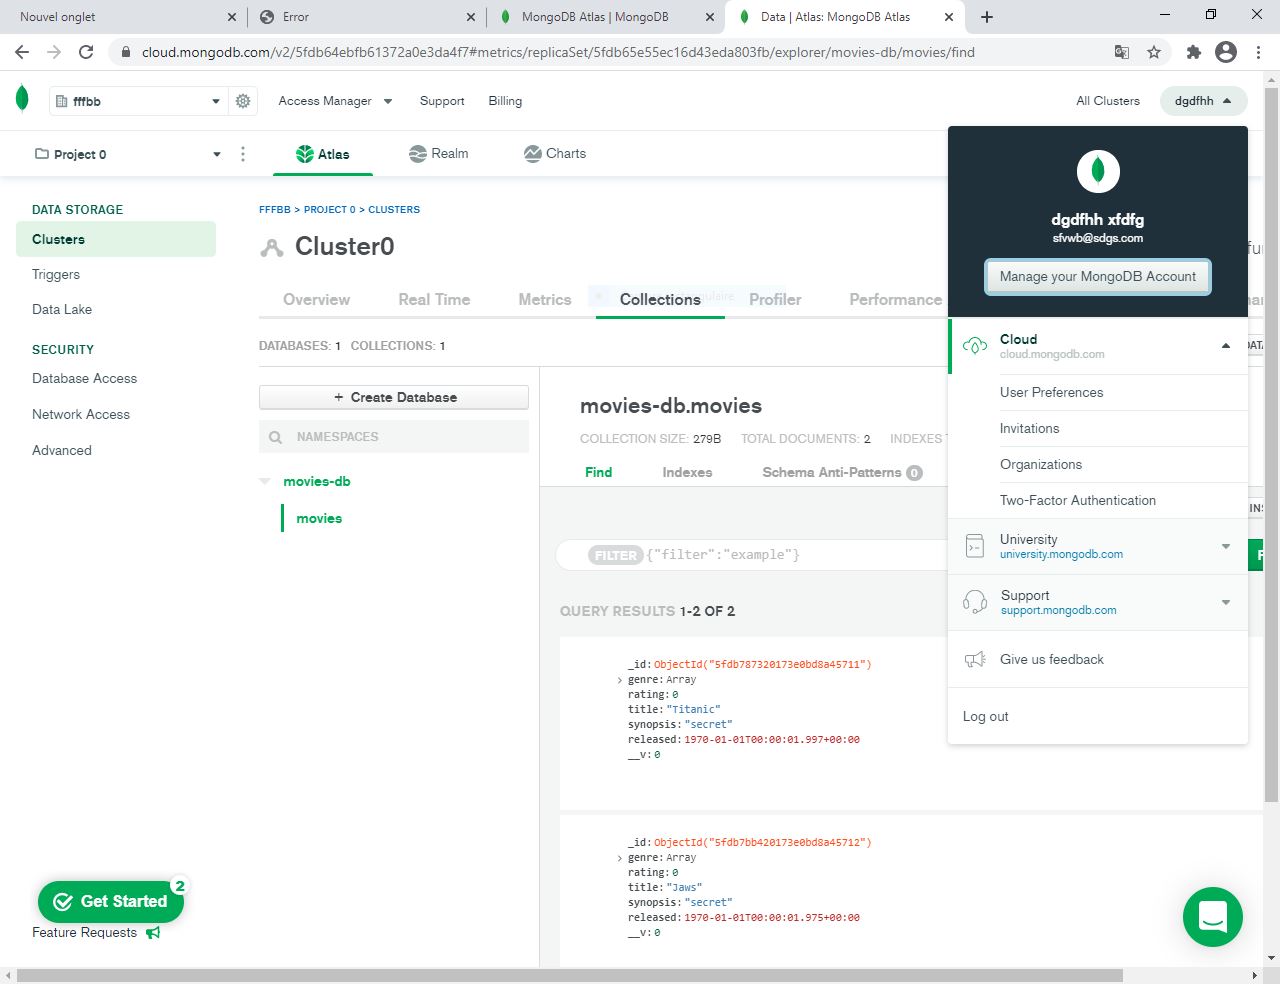 Nouvel onglet
Error
MongoDB Atlas | MongoDB
Data | Atlas: MongoDB Atlas
cloud.mongodb.com/v2/5fdb64ebfb61372a0e3da4f7#metrics/replicaSet/5fdb65e55ec16d43eda803fb/explorer/movies-db/movies/find
fffbb
Access Manager
Support
Billing
All Clusters
dgdfhh
Project 0
Atlas
Realm
Charts
DATA STORAGE
Clusters
Triggers
Data Lake
SECURITY
Database Access
Network Access
Advanced
FFFBB > PROJECT 0 > CLUSTERS
Cluster0
Overview
Real Time
Metrics
Collections
Profiler
Performance
DATABASES: 1 COLLECTIONS: 1
+ Create Database
NAMESPACES
movies-db
movies
movies-db.movies
COLLECTION SIZE: 279B TOTAL DOCUMENTS: 2 INDEXES
Find
Indexes
Schema Anti-Patterns 0
FILTER {"filter":"example"}
QUERY RESULTS 1-2 OF 2
_id: ObjectId("5fdb787320173e0bd8a45711")
genre: Array
rating: 0
title: "Titanic"
synopsis: "secret"
released: 1970-01-01T00:00:01.997+00:00
__v: 0
_id: ObjectId("5fdb7bb420173e0bd8a45712")
genre: Array
rating: 0
title: "Jaws"
synopsis: "secret"
released: 1970-01-01T00:00:01.975+00:00
__v: 0
dgdfhh xfdfg
sfvwb@sdgs.com
Manage your MongoDB Account
Cloud
cloud.mongodb.com
User Preferences
Invitations
Organizations
Two-Factor Authentication
University
university.mongodb.com
Support
support.mongodb.com
Give us feedback
Log out
Get Started
2
Feature Requests